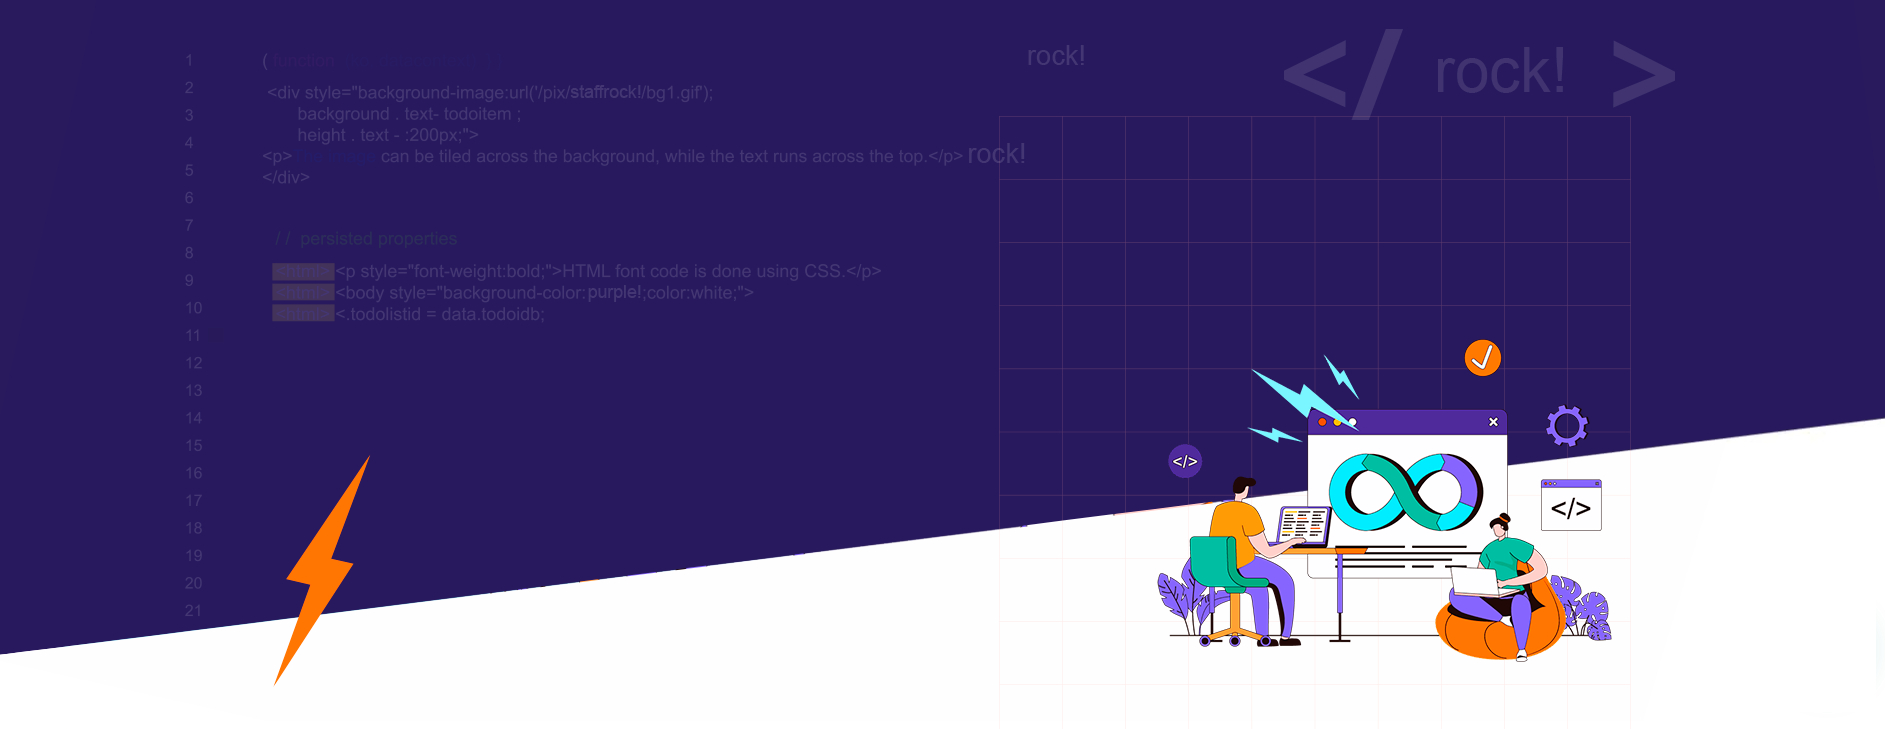 rock!
</ rock! >
1 ( function
2 <div style="background-image:url('/pix/staffrock!/bg1.gif');
3 background . text- todoitem ;
4 height . text - :200px;">
<p> can be tiled across the background, while the text runs across the top.</p> rock!
5 </div>
6
7
// persisted properties
8
9 <html> <p style="font-weight:bold;">HTML font code is done using CSS.</p>
<html> <body style="background-color:purple!;color:white;">
10 <html> <.todolistid = data.todoidb;
11
12
13
14
15
16
17
18
19
20
21
</>
</>